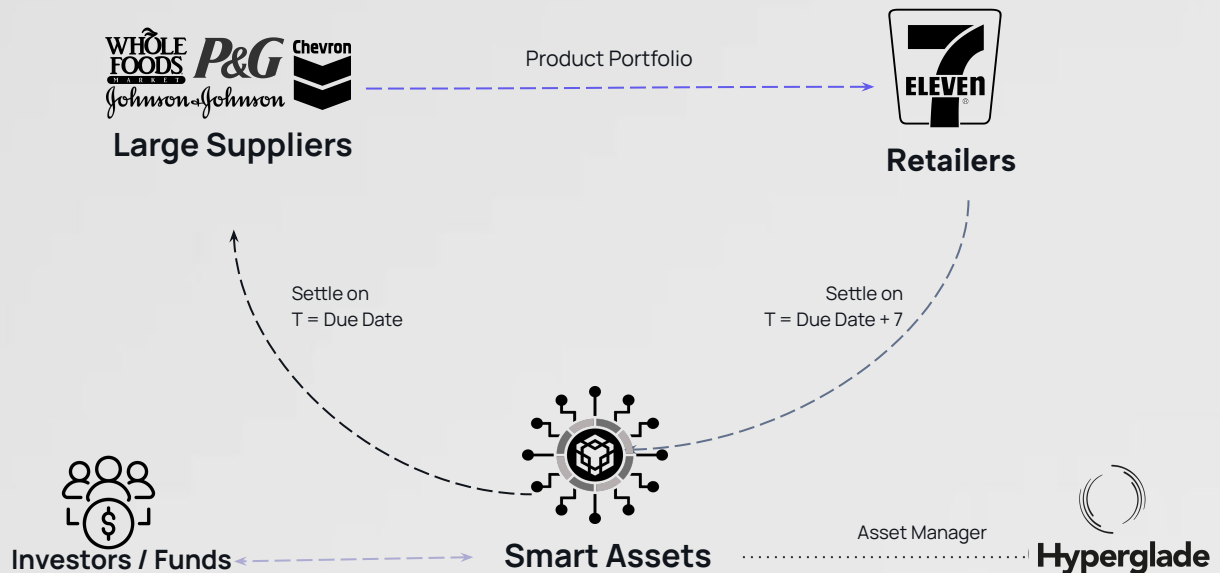 WHOLE
FOODS
MARKET
P&G
Chevron
Johnson&Johnson
Large Suppliers
Product Portfolio
7
ELEVEn
®
Retailers
Settle on
T = Due Date
Settle on
T = Due Date + 7
$
Investors / Funds
Smart Assets
Asset Manager
Hyperglade